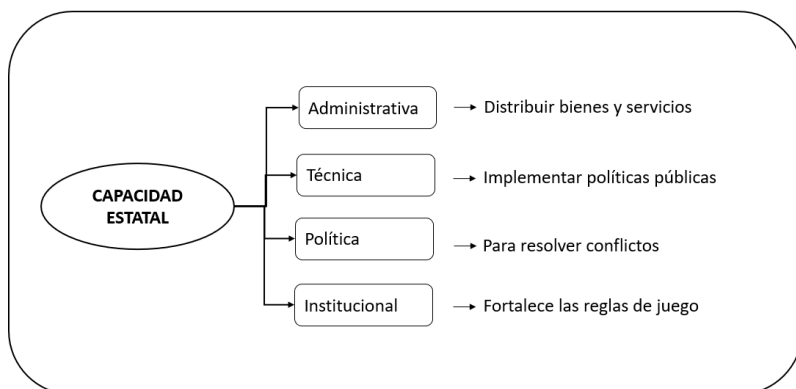 CAPACIDAD
ESTATAL
Administrativa
Distribuir bienes y servicios
Técnica
Implementar políticas públicas
Política
Para resolver conflictos
Institucional
Fortalece las reglas de juego